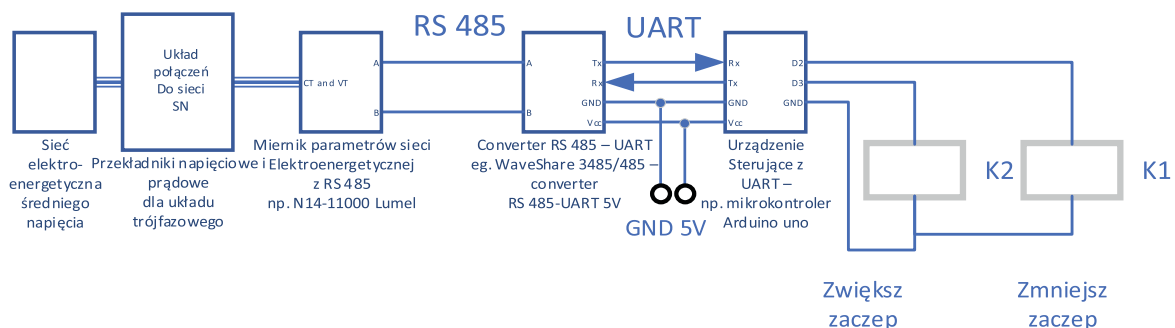 RS 485
UART
Układ
połączeń
Do sieci
SN
CT and VT
A
B
A
B
Tx
Rx
GND
Vcc
Rx
Tx
GND
Vcc
D2
D3
GND
Sieć
elektro-
energetyczna
średniego
napięcia
Przekładniki napięciowe i
prądowe
dla układu
trójfazowego
Miernik parametrów sieci
Elektroenergetycznej
z RS 485
np. N14-11000 Lumel
Converter RS 485 – UART
eg. WaveShare 3485/485 –
converter
RS 485-UART 5V
Urządzenie
Sterujące z
UART –
np. mikrokontroler
Arduino uno
GND 5V
K2
K1
Zwiększ
zaczep
Zmniejsz
zaczep